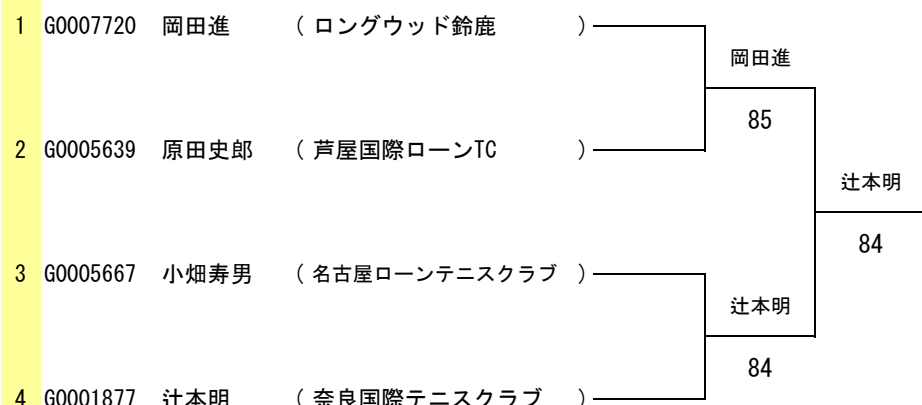 1 G0007720 岡田進 ( ロングウッド鈴鹿 )
岡田進
85
2 G0005639 原田史郎 ( 芦屋国際ローンTC )
辻本明
84
3 G0005667 小畑寿男 ( 名古屋ローンテニスクラブ )
辻本明
84
4 G0001877 辻本明 ( 奈良国際テニスクラブ )